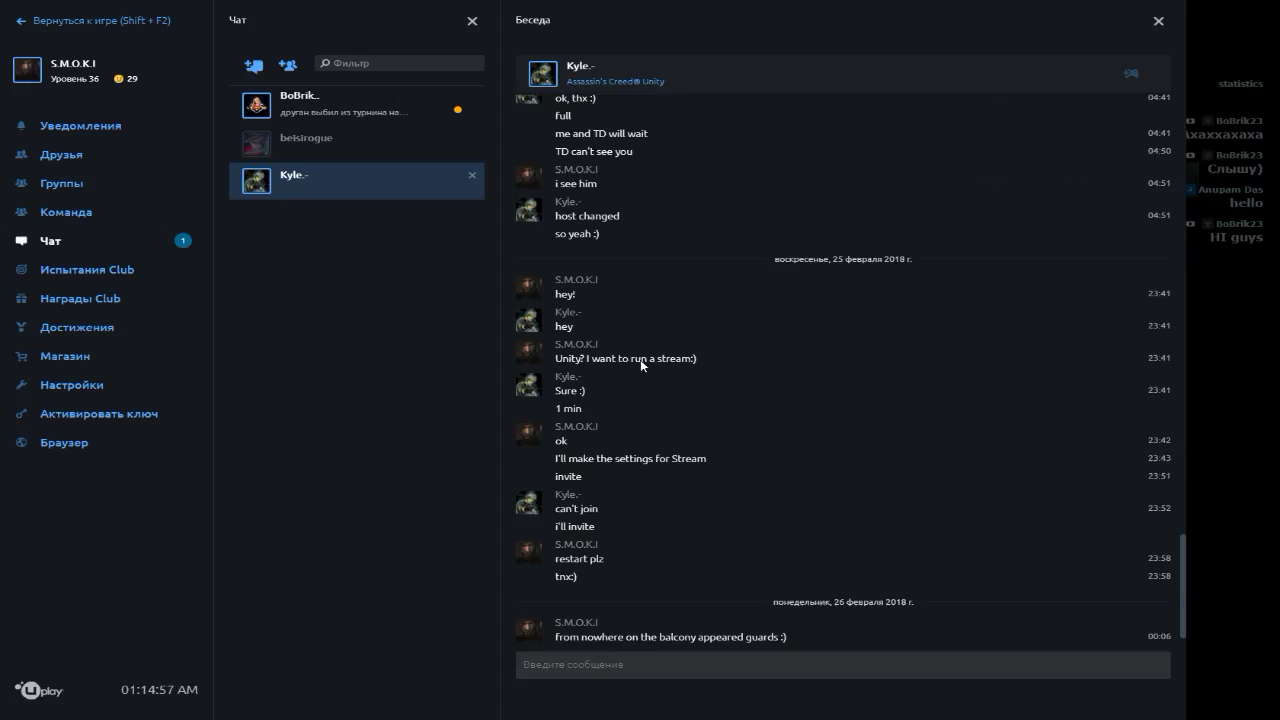 Вернуться к игре (Shift + F2)
S.M.O.K.I
Уровень 36 29
Уведомления
Друзья
Группы
Команда
Чат 1
Испытания Club
Награды Club
Достижения
Магазин
Настройки
Активировать ключ
Браузер
uplay 01:14:57 AM
Чат
Фильтр
BoBrik..
друган выбил из турнина на...
beisirogue
Kyle.-
Беседа
Kyle.-
Assassin's Creed® Unity
ok, thx :) 04:41
full
me and TD will wait 04:41
TD can't see you 04:50
S.M.O.K.I
i see him 04:51
Kyle.-
host changed 04:51
so yeah :)
воскресенье, 25 февраля 2018 г.
S.M.O.K.I
hey! 23:41
Kyle.-
hey 23:41
S.M.O.K.I
Unity? I want to run a stream:) 23:41
Kyle.-
Sure :) 23:41
1 min
S.M.O.K.I
ok 23:42
I'll make the settings for Stream 23:43
invite 23:51
Kyle.-
can't join 23:52
i'll invite
S.M.O.K.I
restart plz 23:58
tnx:) 23:58
понедельник, 26 февраля 2018 г.
S.M.O.K.I
from nowhere on the balcony appeared guards :) 00:06
Введите сообщение
statistics
BoBrik23
Ахаххахаха
BoBrik23
Слышу)
Anupam Das
hello
BoBrik23
HI guys